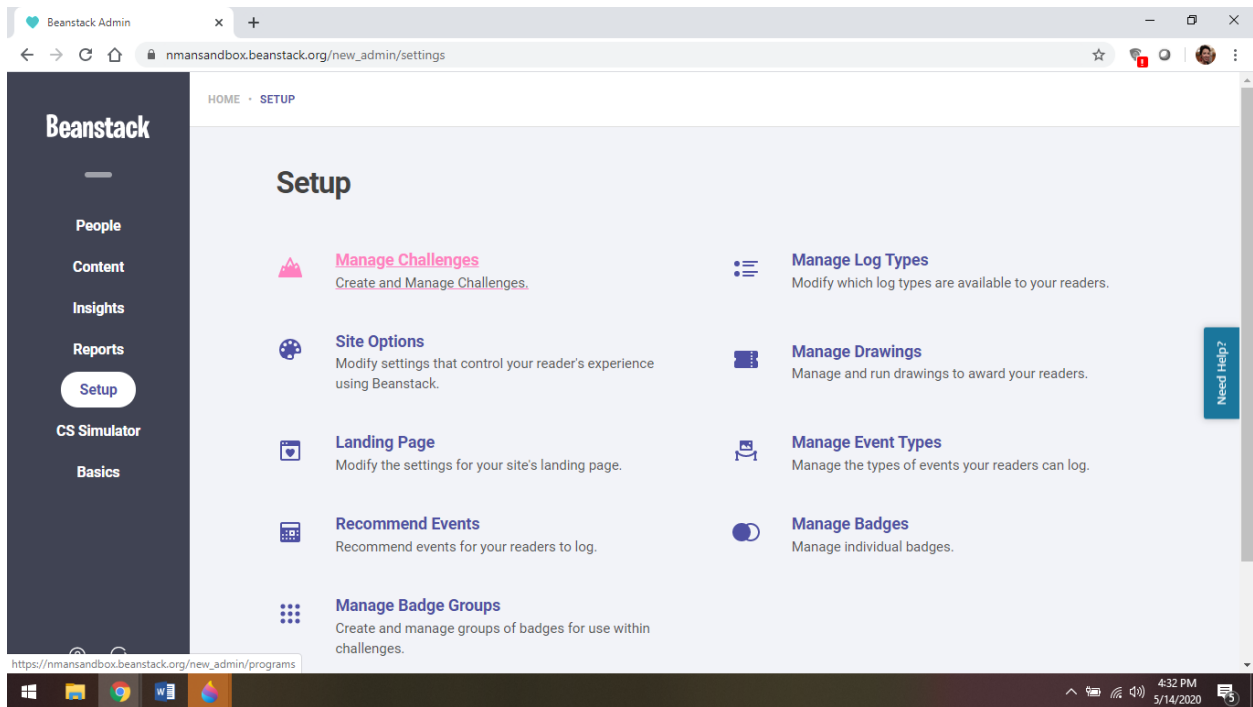 Beanstack Admin
nmansandbox.beanstack.org/new_admin/settings
HOME • SETUP
Beanstack
People
Content
Insights
Reports
Setup
CS Simulator
Basics
Setup
Manage Challenges
Create and Manage Challenges.
Manage Log Types
Modify which log types are available to your readers.
Site Options
Modify settings that control your reader's experience
using Beanstack.
Manage Drawings
Manage and run drawings to award your readers.
Landing Page
Modify the settings for your site's landing page.
Manage Event Types
Manage the types of events your readers can log.
Recommend Events
Recommend events for your readers to log.
Manage Badges
Manage individual badges.
Manage Badge Groups
Create and manage groups of badges for use within
challenges.
Need Help?
https://nmansandbox.beanstack.org/new_admin/programs
4:32 PM
5/14/2020
5